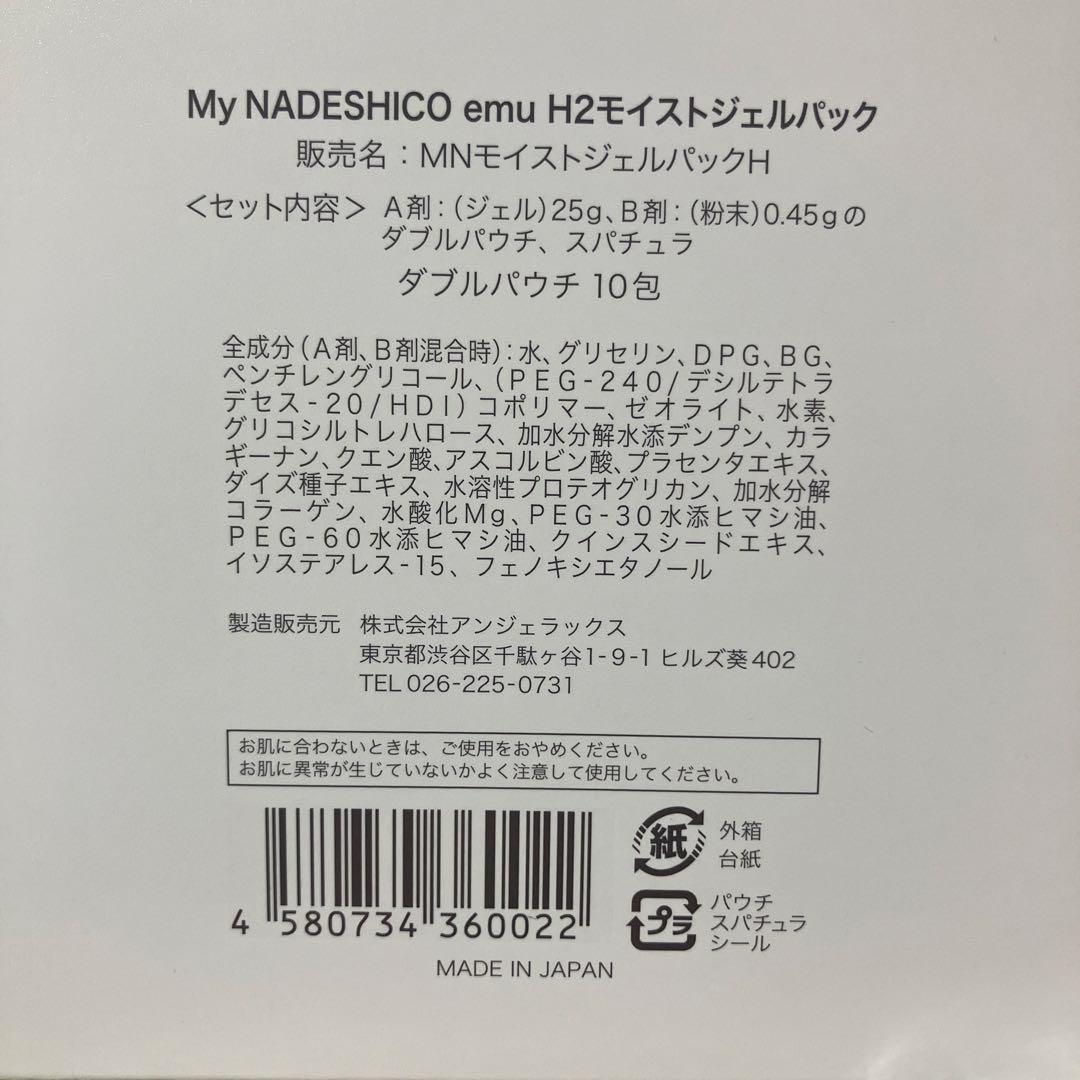 My NADESHICO emu H2モイストジェルパック
販売名：MNモイストジェルパックH
＜セット内容＞ A剤：（ジェル）25g、B剤：（粉末）0.45gの
ダブルパウチ、スパチュラ
ダブルパウチ 10包
全成分（A剤、B剤混合時）：水、グリセリン、DPG、BG、
ペンチレングリコール、（PEG-240/デシルテトラ
デセス-20/HDI）コポリマー、ゼオライト、水素、
グリコシルトレハロース、加水分解水添デンプン、カラ
ギーナン、クエン酸、アスコルビン酸、プラセンタエキス、
ダイズ種子エキス、水溶性プロテオグリカン、加水分解
コラーゲン、水酸化Mg、PEG-30水添ヒマシ油、
PEG-60水添ヒマシ油、クインスシードエキス、
イソステアレス-15、フェノキシエタノール
製造販売元 株式会社アンジェラックス
東京都渋谷区千駄ヶ谷1-9-1 ヒルズ葵402
TEL 026-225-0731
お肌に合わないときは、ご使用をおやめください。
お肌に異常が生じていないかよく注意して使用してください。
紙 外箱
台紙
プラ パウチ
スパチュラ
シール
4 580734 360022
MADE IN JAPAN